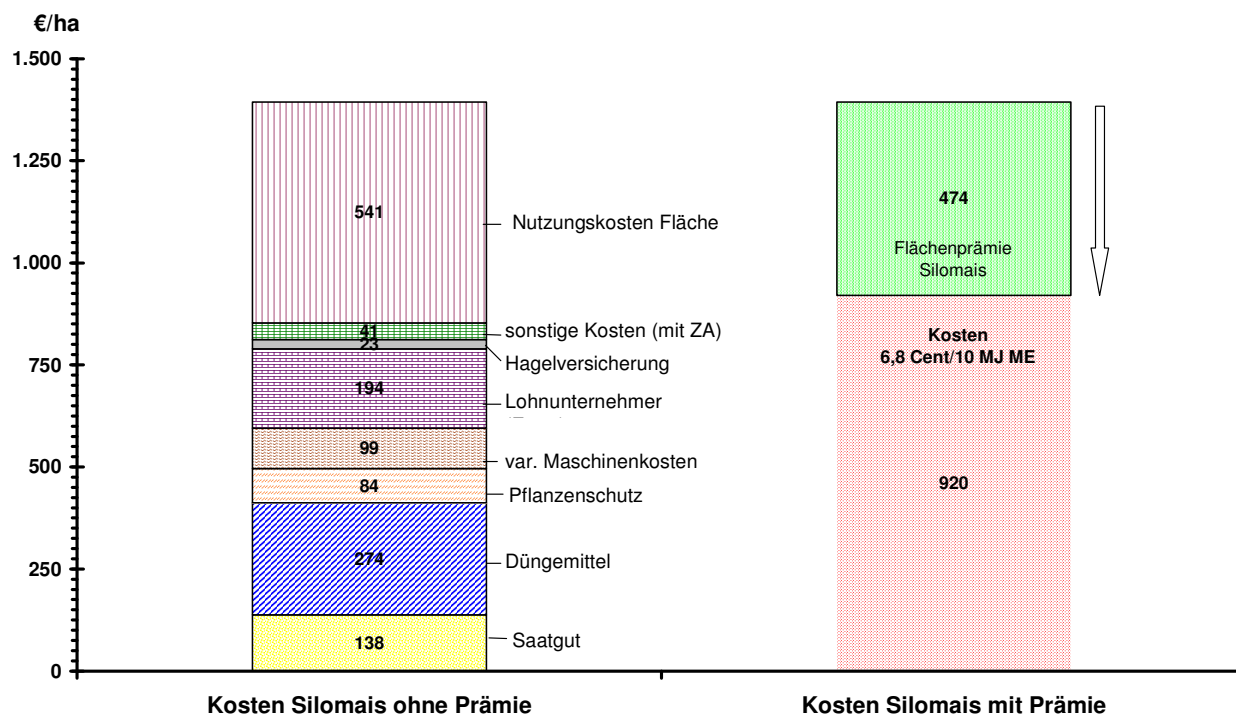 €/ha
1.500
1.250
1.000
750
500
250
0
541
41
23
194
99
84
274
138
Nutzungskosten Fläche
sonstige Kosten (mit ZA)
Hagelversicherung
Lohnunternehmer
var. Maschinenkosten
Pflanzenschutz
Düngemittel
Saatgut
474
Flächenprämie
Silomais
Kosten
6,8 Cent/10 MJ ME
920
Kosten Silomais ohne Prämie
Kosten Silomais mit Prämie